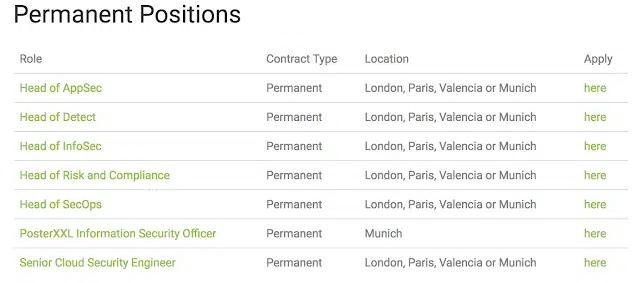 Permanent Positions
Role Contract Type Location Apply
Head of AppSec Permanent London, Paris, Valencia or Munich here
Head of Detect Permanent London, Paris, Valencia or Munich here
Head of InfoSec Permanent London, Paris, Valencia or Munich here
Head of Risk and Compliance Permanent London, Paris, Valencia or Munich here
Head of SecOps Permanent London, Paris, Valencia or Munich here
PosterXXL Information Security Officer Permanent Munich here
Senior Cloud Security Engineer Permanent London, Paris, Valencia or Munich here